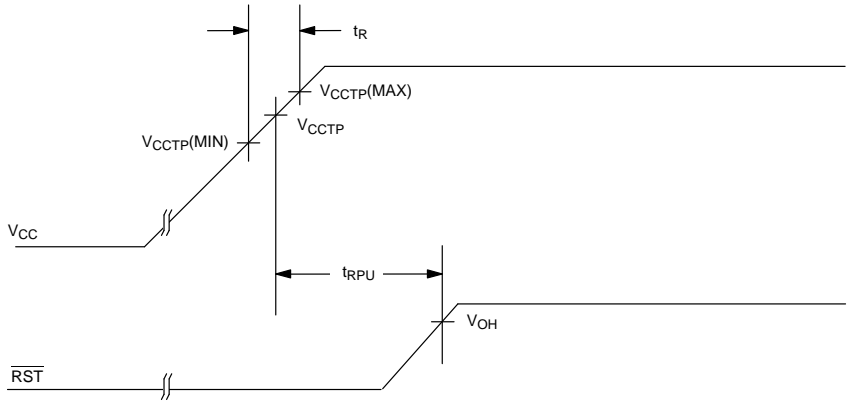 tR
VCCTP(MAX)
VCCTP
VCCTP(MIN)
VCC
tRPU
VOH
RST